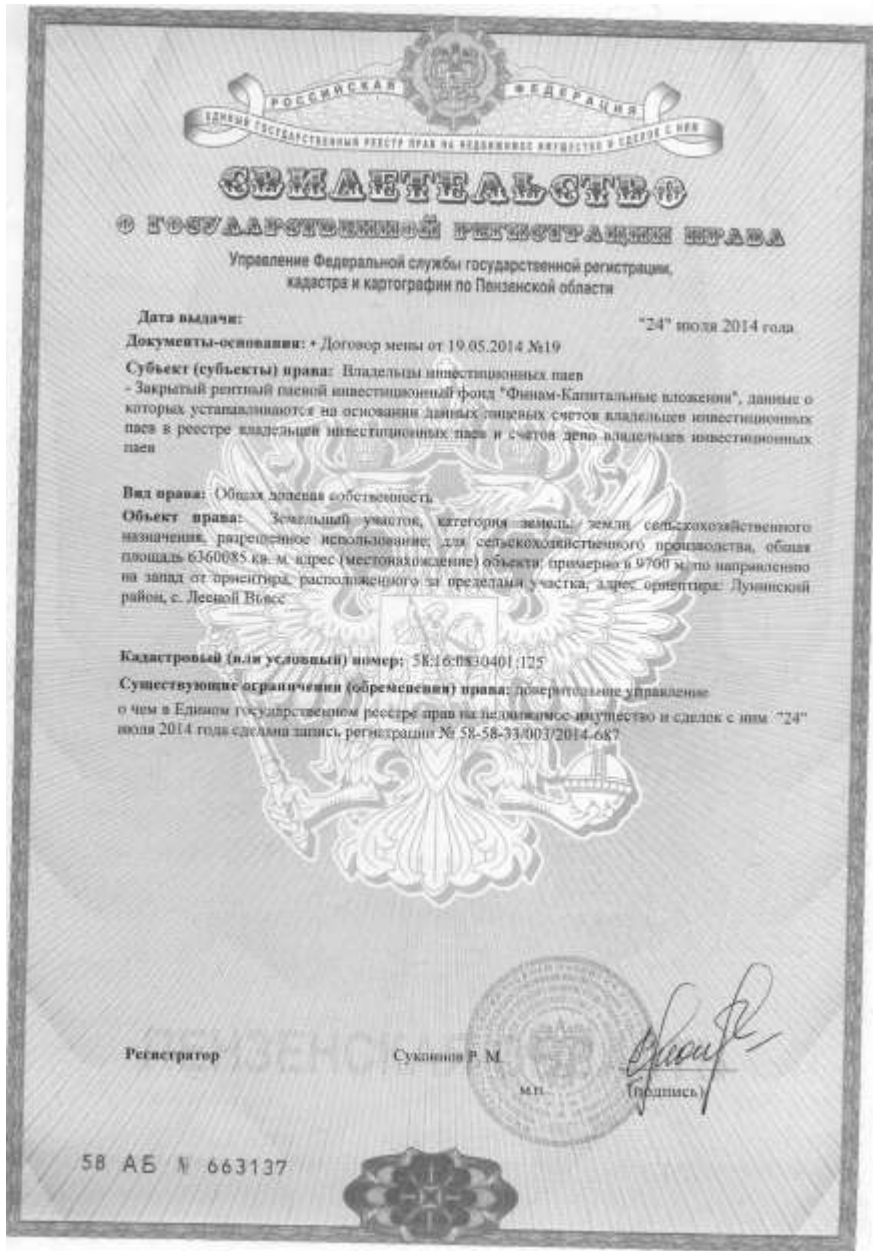 РОССИЙСКАЯ ФЕДЕРАЦИЯ
ЕДИНЫЙ ГОСУДАРСТВЕННЫЙ РЕЕСТР ПРАВ НА НЕДВИЖИМОЕ ИМУЩЕСТВО И СДЕЛОК С НИМ
СВИДЕТЕЛЬСТВО
О ГОСУДАРСТВЕННОЙ РЕГИСТРАЦИИ ПРАВА
Управление Федеральной службы государственной регистрации,
кадастра и картографии по Пензенской области
Дата выдачи: "24" июля 2014 года
Документы-основания: • Договор мены от 19.05.2014 №19
Субъект (субъекты) права: Владельцы инвестиционных паев
- Закрытый рентный паевой инвестиционный фонд "Финам-Капитальные вложения", данные о
которых устанавливаются на основании данных лицевых счетов владельцев инвестиционных
паев в реестре владельцев инвестиционных паев и счетов депо владельцев инвестиционных
паев
Вид права: Общая долевая собственность
Объект права: Земельный участок, категория земель: земли сельскохозяйственного
назначения, разрешенное использование: для сельскохозяйственного производства, общая
площадь 6360085 кв. м, адрес (местонахождение) объекта: примерно в 9700 м, по направлению
на запад от ориентира, расположенного за пределами участка, адрес ориентира: Лунинский
район, с. Лесной Вьясс
Кадастровый (или условный) номер: 58:16:0830401:125
Существующие ограничения (обременения) права: доверительное управление
о чем в Едином государственном реестре прав на недвижимое имущество и сделок с ним "24"
июля 2014 года сделана запись регистрации № 58-58-33/003/2014-687
ПЕНЗЕНСКАЯ
Регистратор Р. М.
м.п. (подпись)
58 АБ № 663137